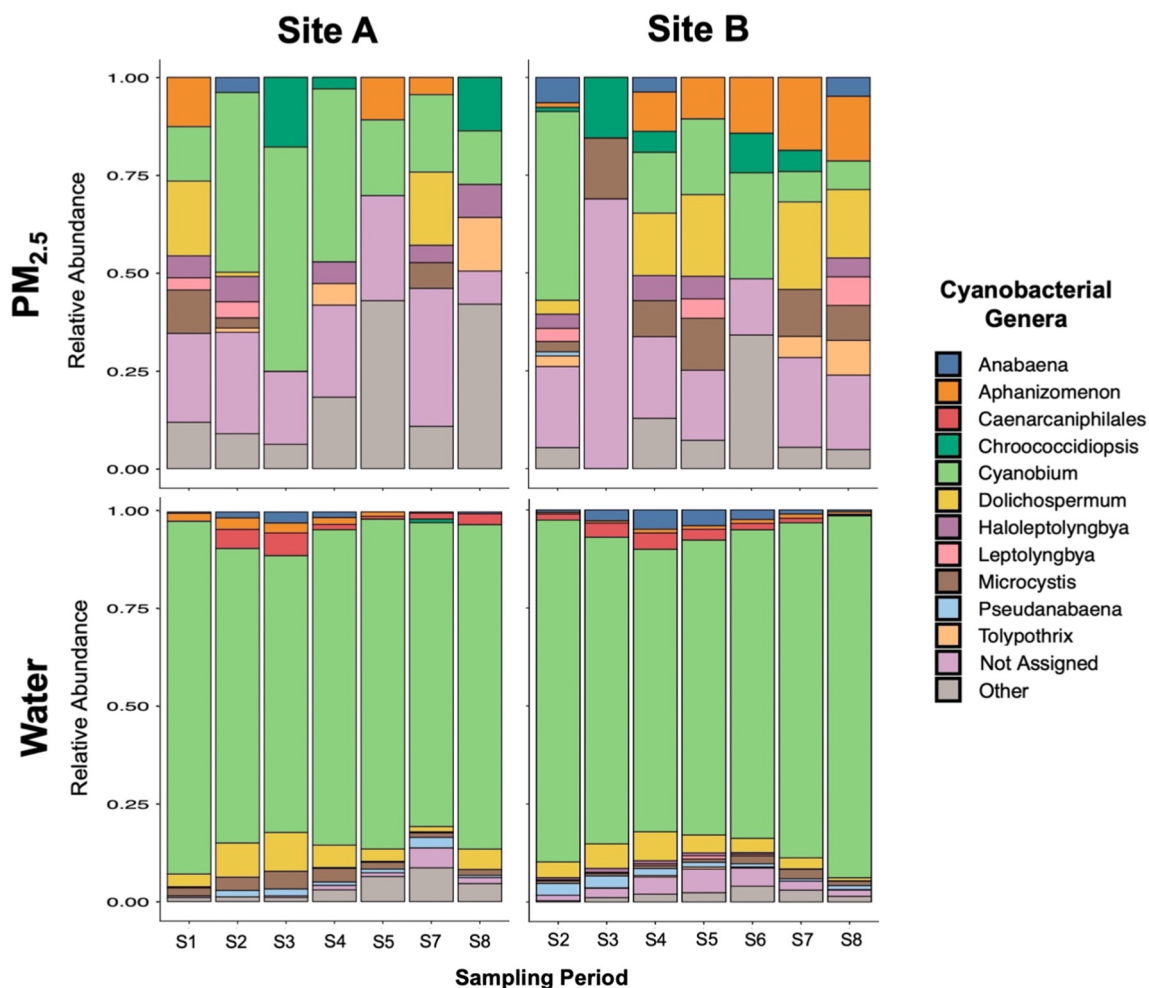 Site A
Site B
PM2.5
Relative Abundance
1.00
0.75
0.50
0.25
0.00
Water
Relative Abundance
1.00
0.75
0.50
0.25
0.00
S1 S2 S3 S4 S5 S7 S8
S2 S3 S4 S5 S6 S7 S8
Sampling Period
Cyanobacterial
Genera
Anabaena
Aphanizomenon
Caenarcaniphilales
Chroococcidiopsis
Cyanobium
Dolichospermum
Haloleptolyngbya
Leptolyngbya
Microcystis
Pseudanabaena
Tolypothrix
Not Assigned
Other